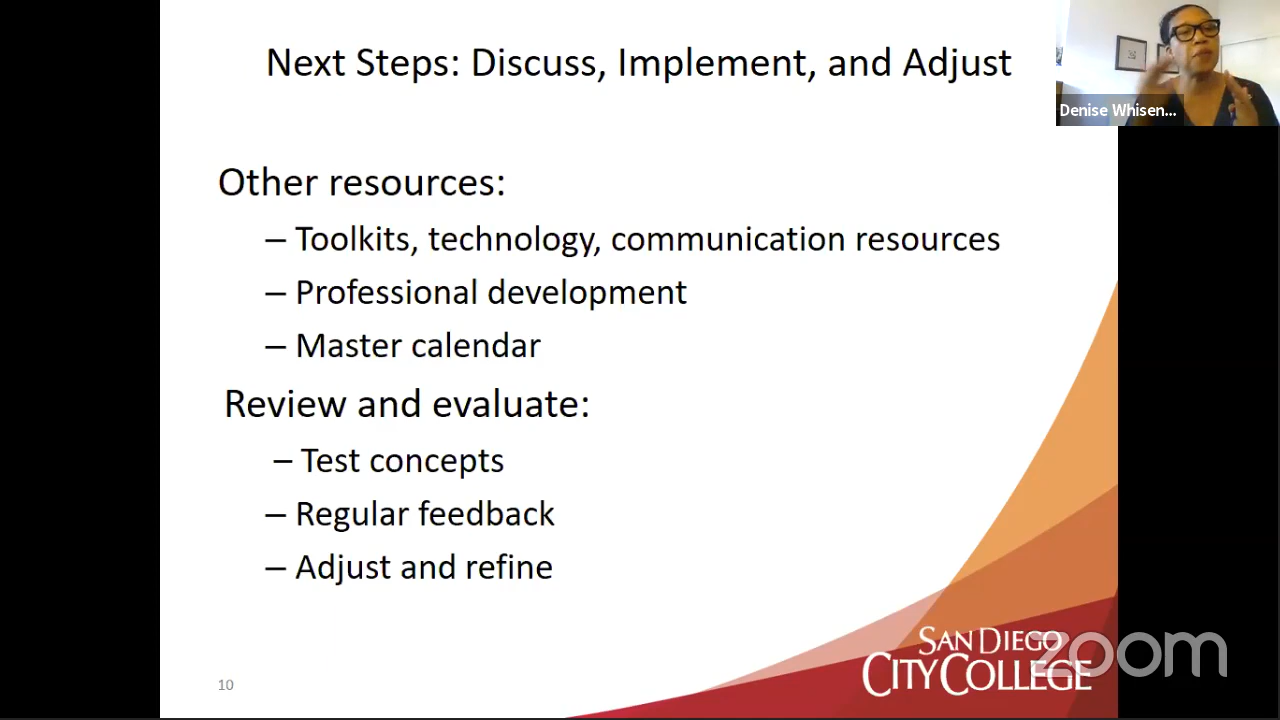 Next Steps: Discuss, Implement, and Adjust
Denise Whisen...
Other resources:
– Toolkits, technology, communication resources
– Professional development
– Master calendar
Review and evaluate:
– Test concepts
– Regular feedback
– Adjust and refine
SAN DIEGO
CITY COLLEGE
zoom
10